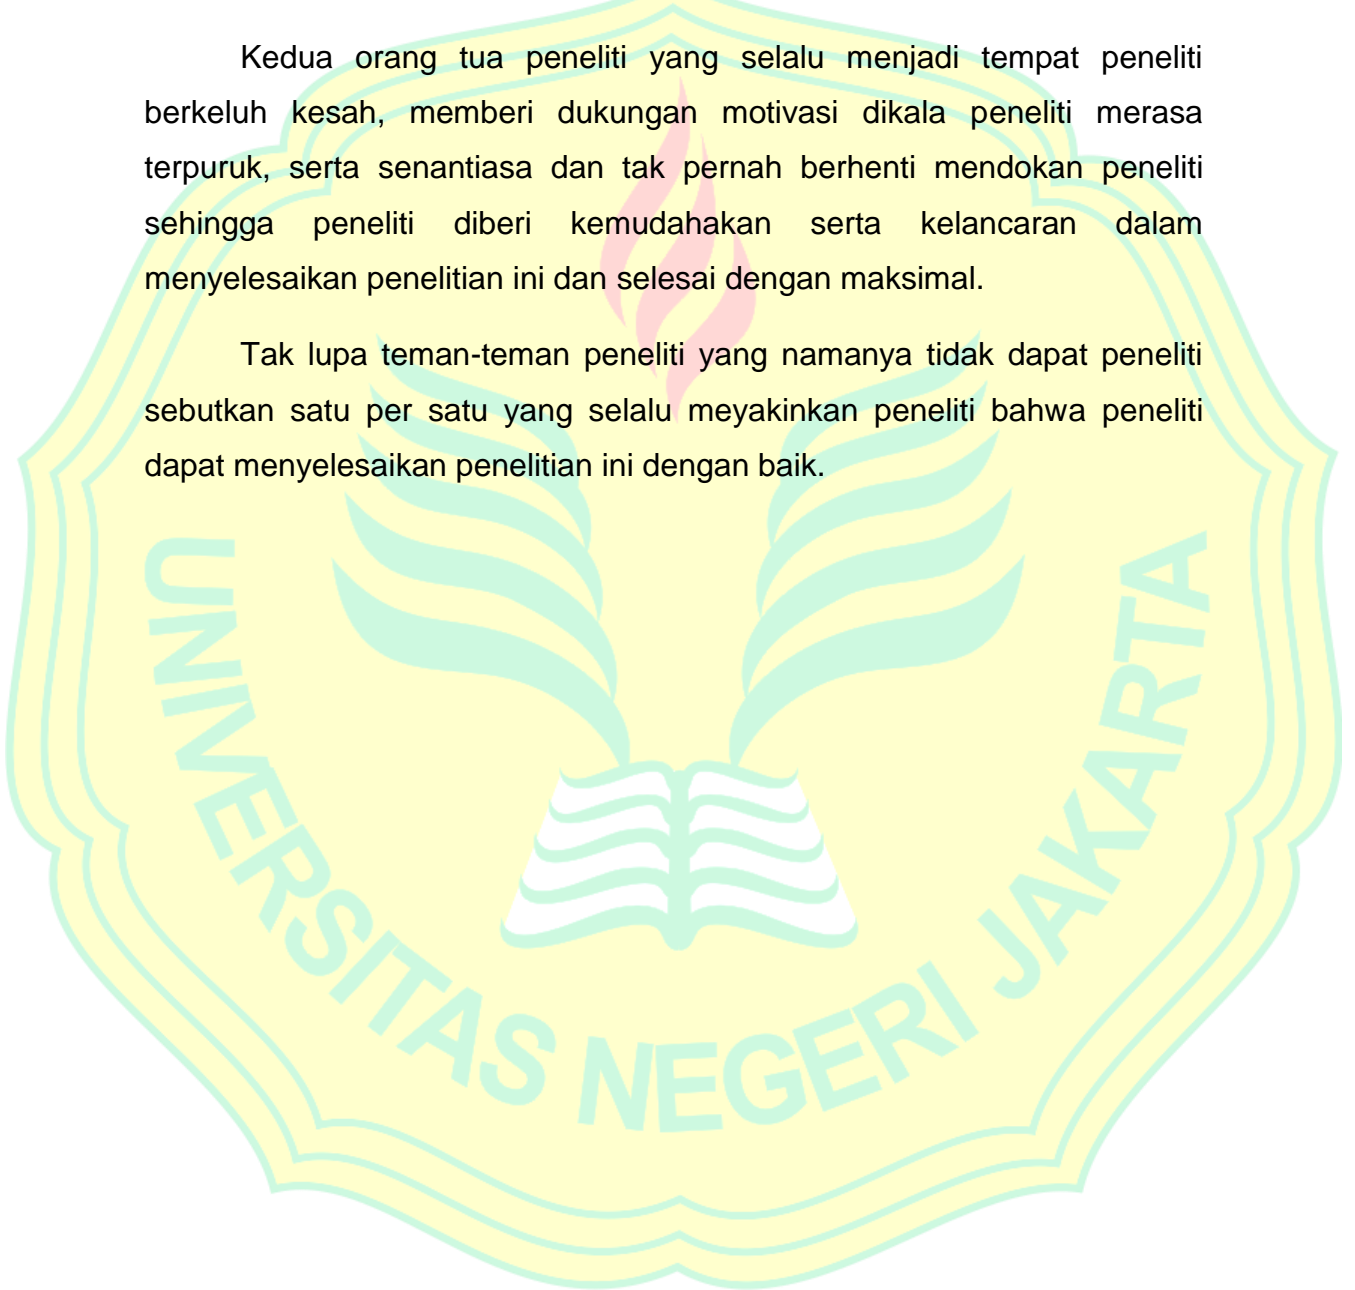 Kedua orang tua peneliti yang selalu menjadi tempat peneliti
berkeluh kesah, memberi dukungan motivasi dikala peneliti merasa
terpuruk, serta senantiasa dan tak pernah berhenti mendokan peneliti
sehingga peneliti diberi kemudahakan serta kelancaran dalam
menyelesaikan penelitian ini dan selesai dengan maksimal.
Tak lupa teman-teman peneliti yang namanya tidak dapat peneliti
sebutkan satu per satu yang selalu meyakinkan peneliti bahwa peneliti
dapat menyelesaikan penelitian ini dengan baik.
UNIVERSITAS NEGERI JAKARTA